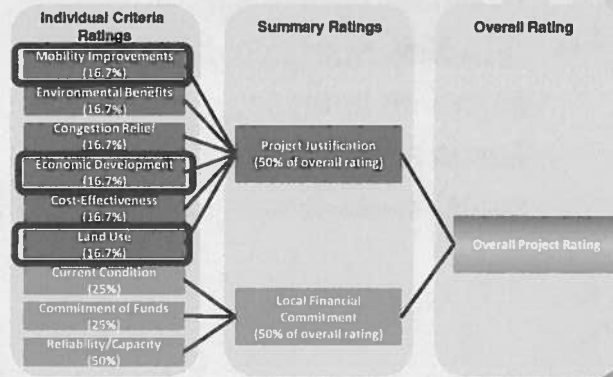 Individual Criteria
Ratings
Mobility Improvements
(16.7%)
Environmental Benefits
(16.7%)
Congestion Relief
(16.7%)
Economic Development
(16.7%)
Cost-Effectiveness
(16.7%)
Land Use
(16.7%)
Current Condition
(25%)
Commitment of Funds
(25%)
Reliability/Capacity
(50%)
Summary Ratings
Project Justification
(50% of overall rating)
Local Financial
Commitment
(50% of overall rating)
Overall Rating
Overall Project Rating